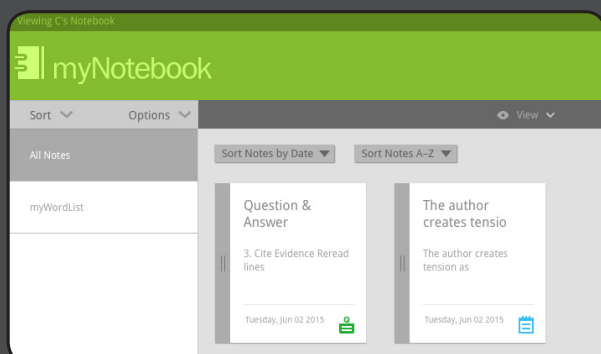 Viewing C's Notebook
myNotebook
Sort Options
View
All Notes
myWordList
Sort Notes by Date Sort Notes A–Z
Question &
Answer
3. Cite Evidence Reread
lines
Tuesday, Jun 02 2015
The author
creates tensio
The author creates
tension as
Tuesday, Jun 02 2015